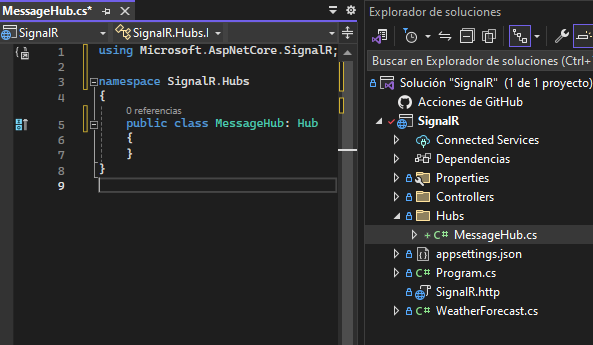 MessageHub.cs*
SignalR
SignalR.Hubs.I
1 using Microsoft.AspNetCore.SignalR;
2
3 namespace SignalR.Hubs
4 {
0 referencias
5 public class MessageHub: Hub
6 {
7 }
8 }
9
Explorador de soluciones
Buscar en Explorador de soluciones (Ctrl+
Solución "SignalR" (1 de 1 proyecto)
Acciones de GitHub
SignalR
Connected Services
Dependencias
Properties
Controllers
Hubs
+ C# MessageHub.cs
appsettings.json
C# Program.cs
SignalR.http
C# WeatherForecast.cs